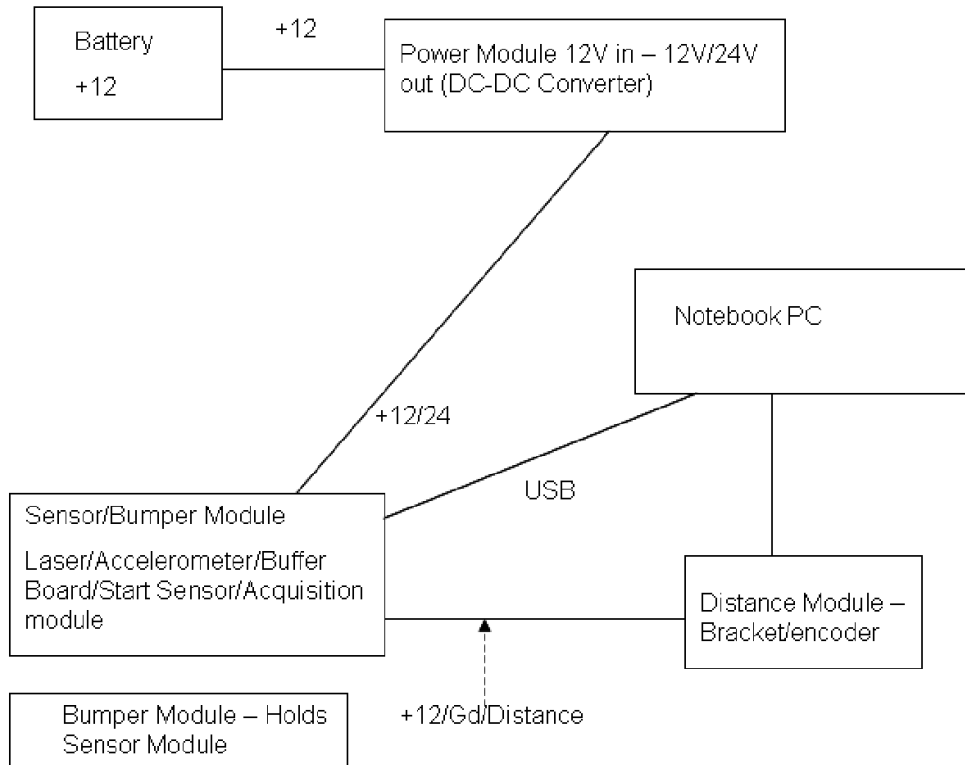 Battery
+12
+12
Power Module 12V in – 12V/24V
out (DC-DC Converter)
Notebook PC
+12/24
USB
Sensor/Bumper Module
Laser/Accelerometer/Buffer
Board/Start Sensor/Acquisition
module
Distance Module –
Bracket/encoder
+12/Gd/Distance
Bumper Module – Holds
Sensor Module